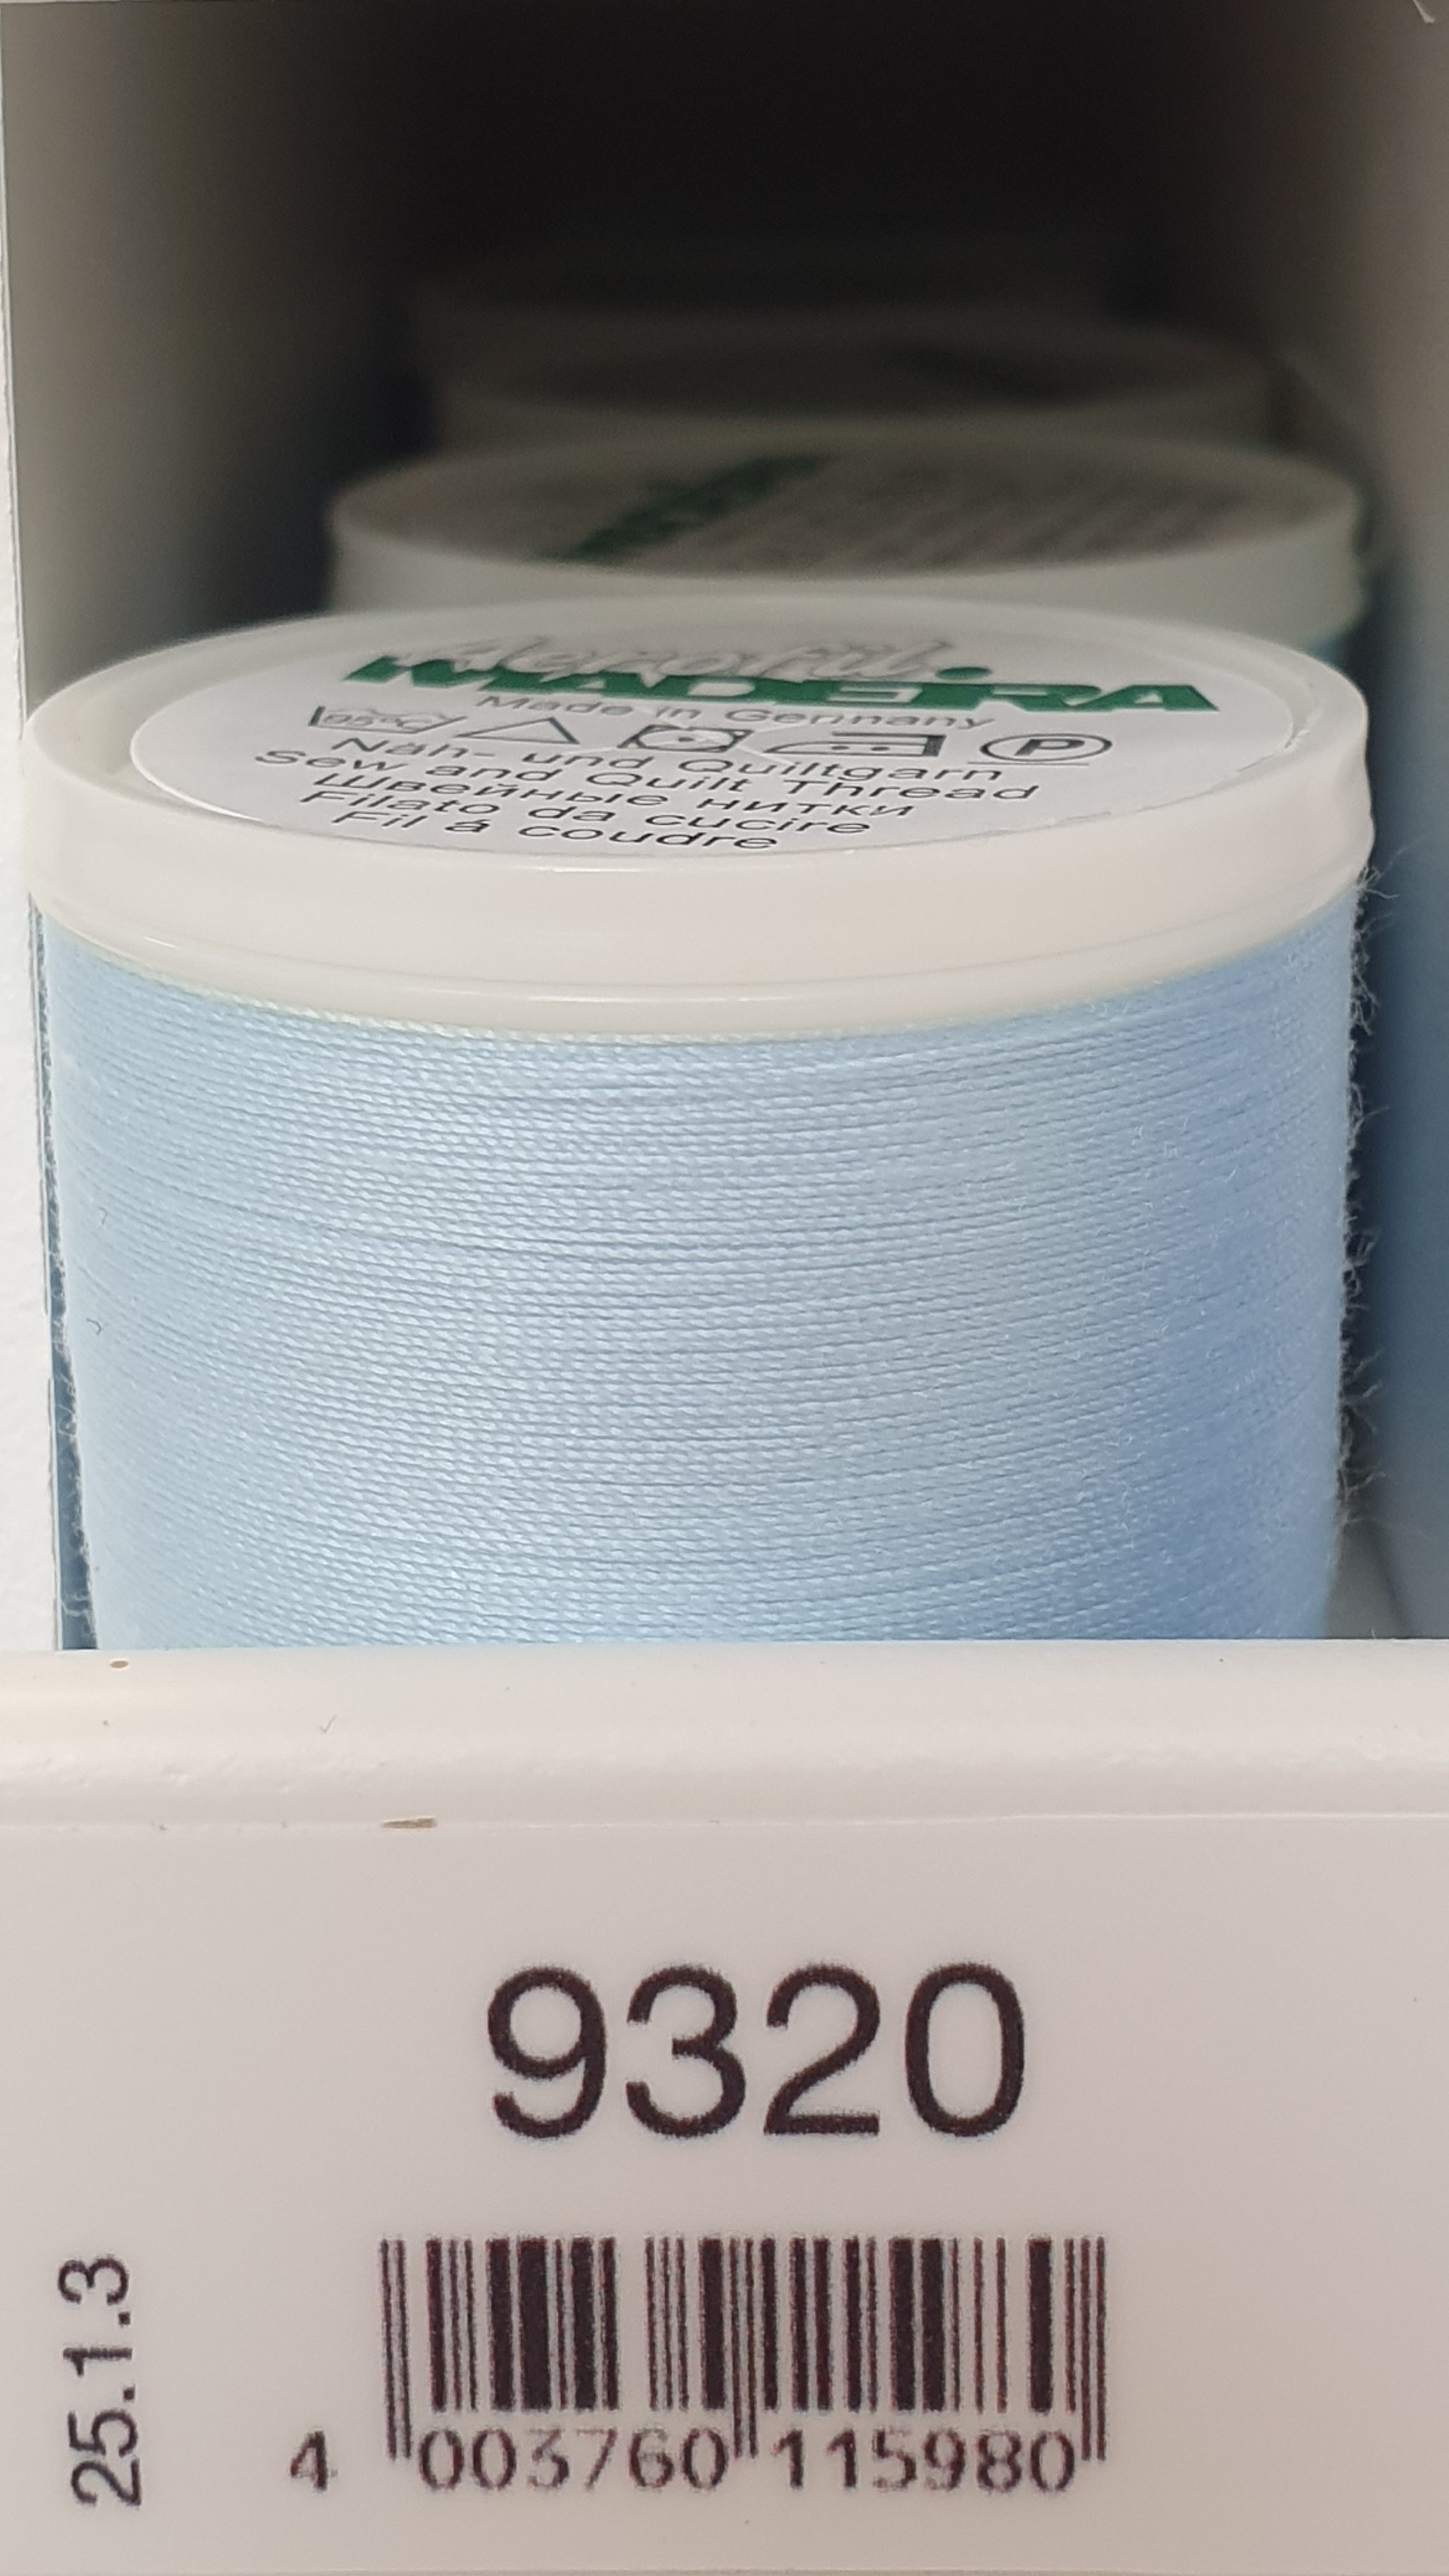 Aerofil
MADEIRA
Made in Germany
95°C P
Näh- und Quiltgarn
Sew and Quilt Thread
Швейные нитки
Filato da cucire
Fil á coudre
9320
25.1.3
4 003760 115980